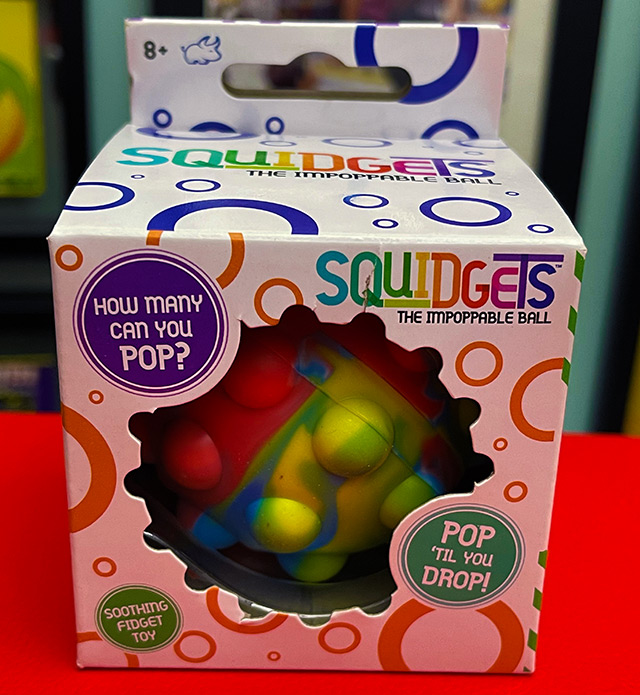 8+
SQUIDGETS
THE IMPOPPABLE BALL
HOW MANY
CAN YOU
POP?
SQUIDGETS™
THE IMPOPPABLE BALL
POP
'TIL YOU
DROP!
SOOTHING
FIDGET
TOY